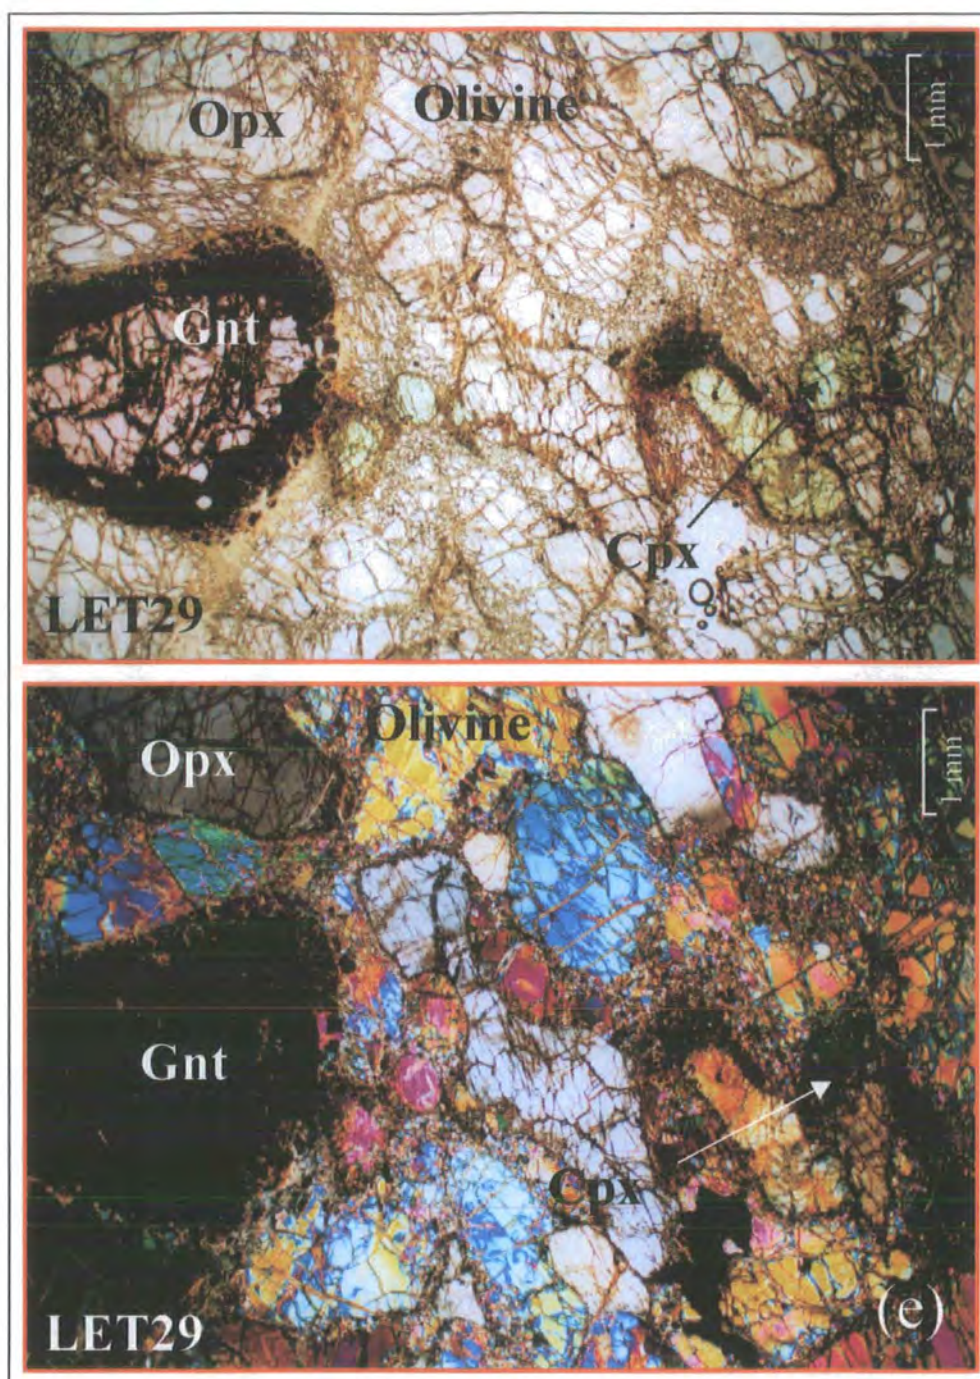 Opx
Olivine
1 mm
Gnt
Cpx
LET29
Olivine
Opx
1 mm
Gnt
Cpx
LET29
(e)